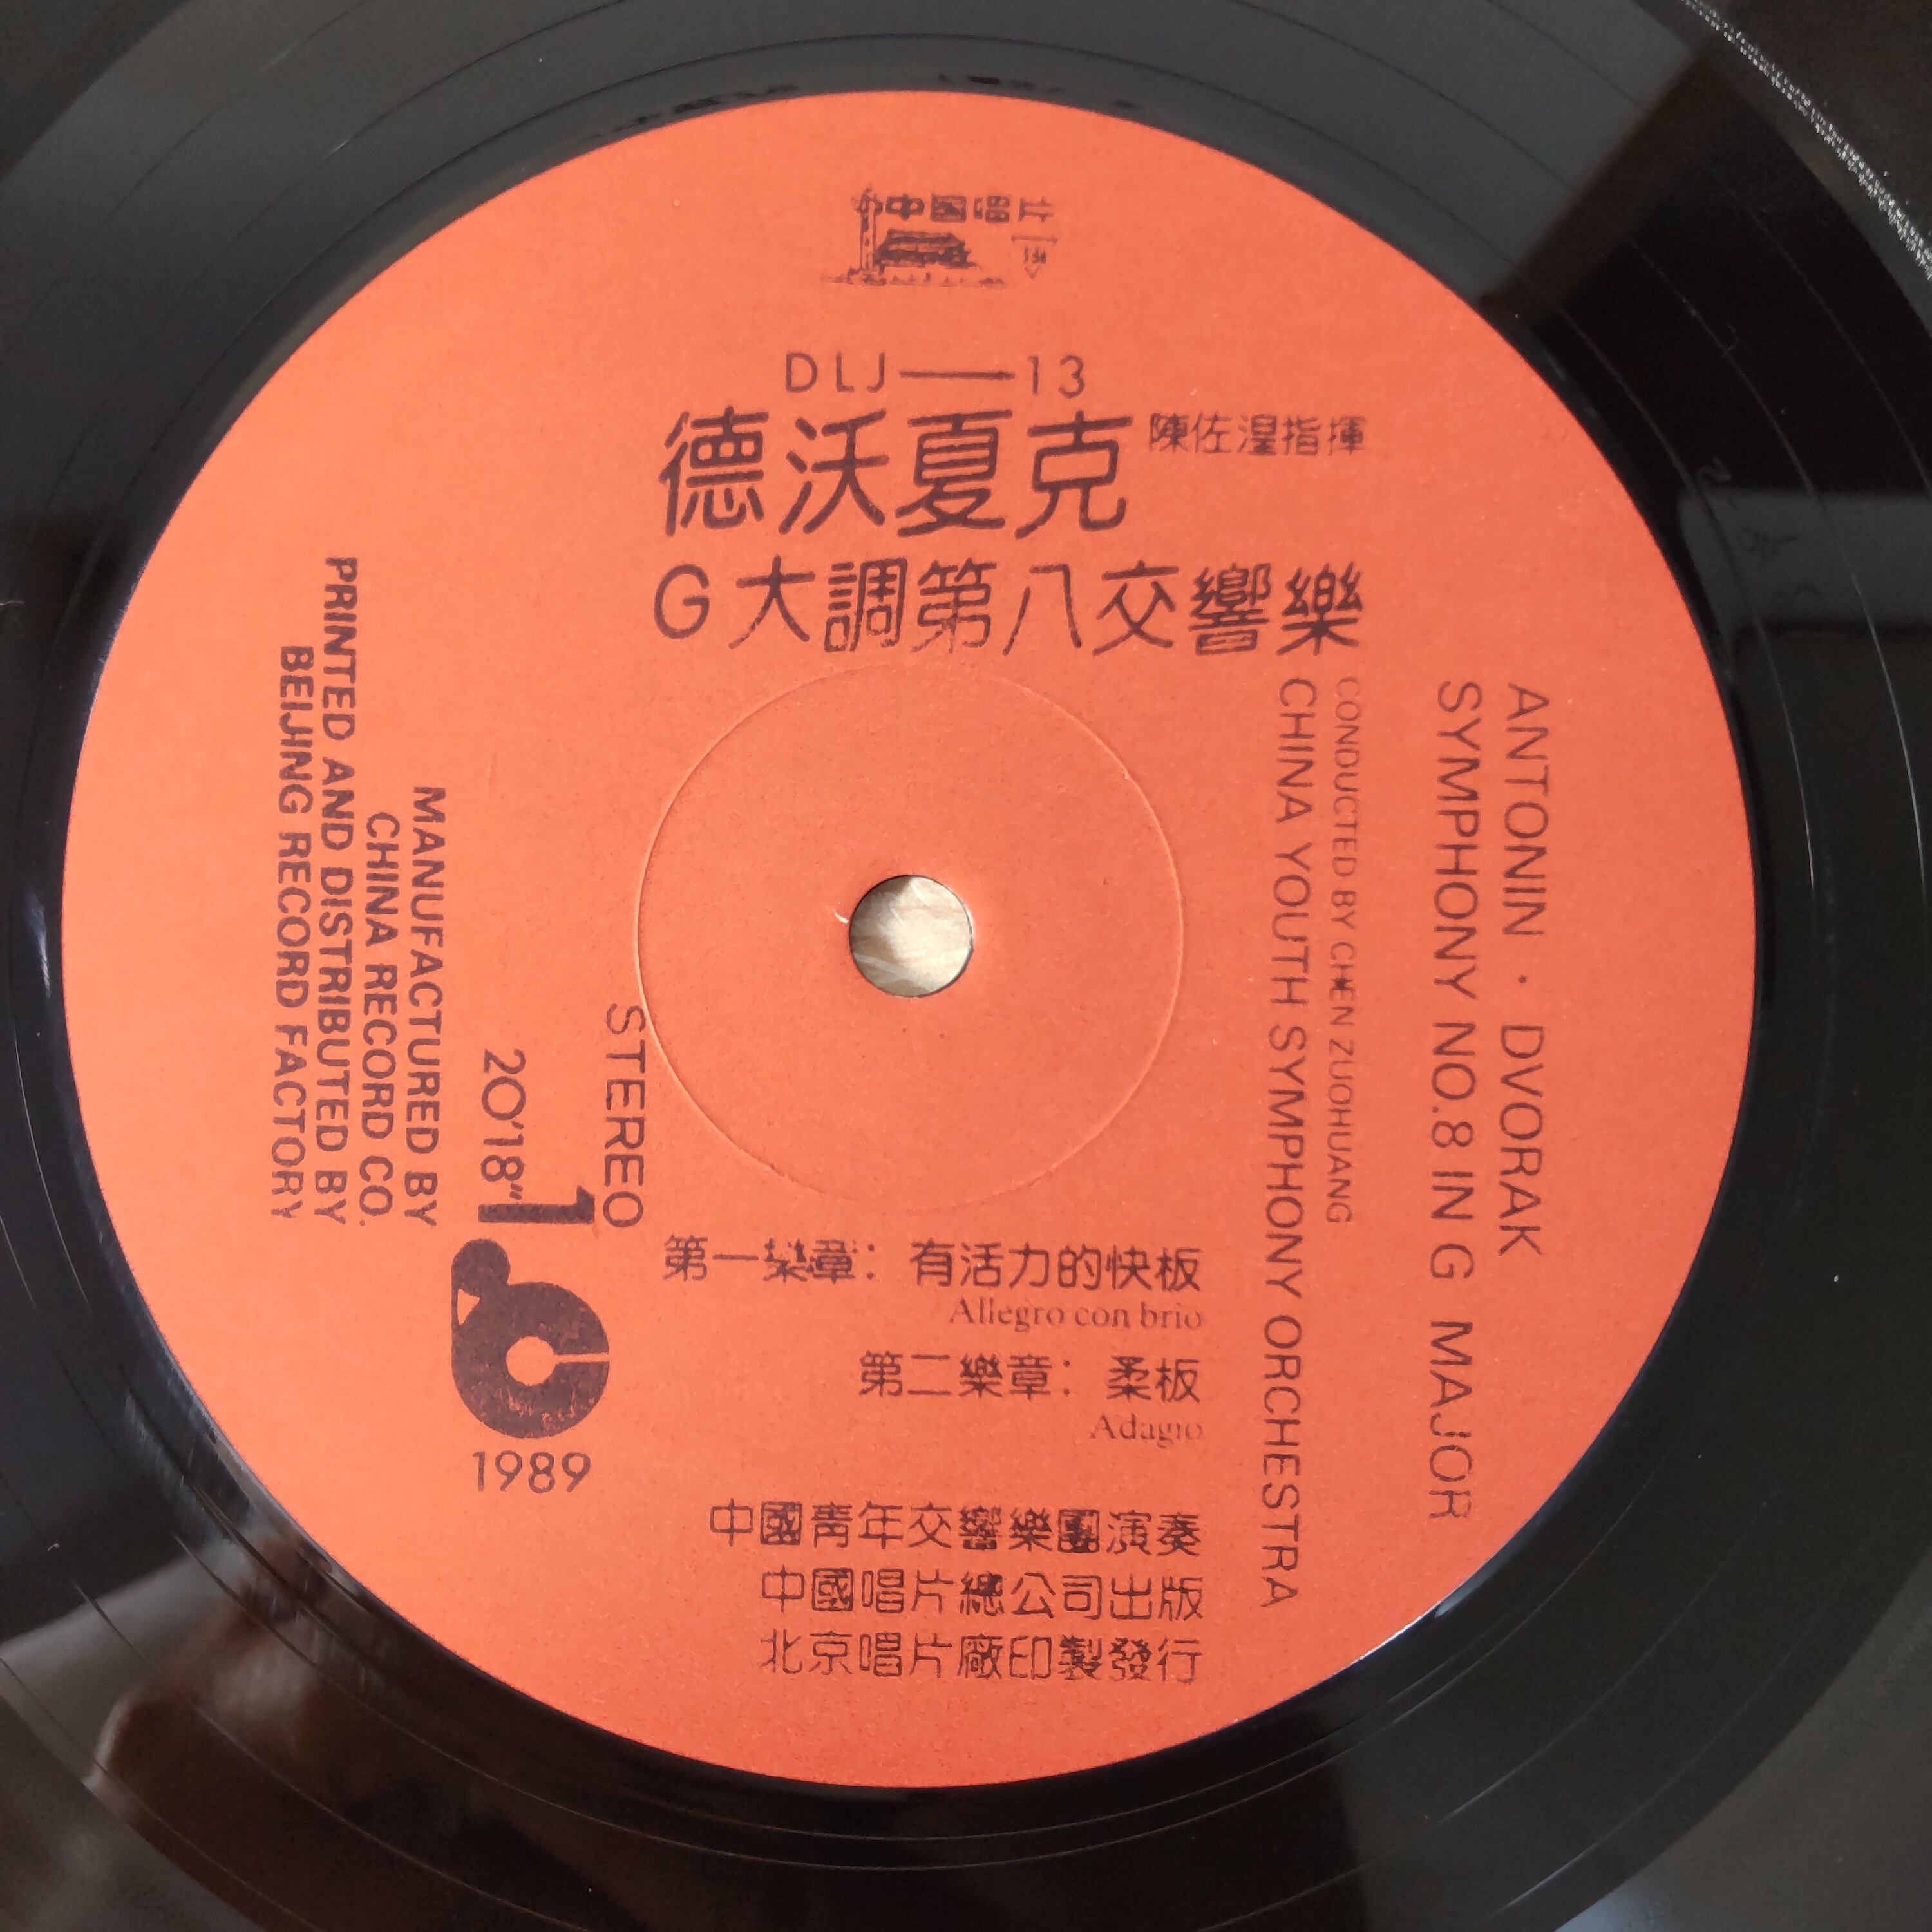 中國唱片
DLJ——13
德沃夏克
陳佐湟指揮
G大調第八交響樂
ANTONIN · DVORAK
SYMPHONY NO.8 IN G MAJOR
CONDUCTED BY CHEN ZUOHUANG
CHINA YOUTH SYMPHONY ORCHESTRA
STEREO
1
20'18"
1989
MANUFACTURED BY
CHINA RECORD CO.
PRINTED AND DISTRIBUTED BY
BEIJING RECORD FACTORY
第一樂章：有活力的快板
Allegro con brio
第二樂章：柔板
Adagio
中國青年交響樂團演奏
中國唱片總公司出版
北京唱片廠印製發行